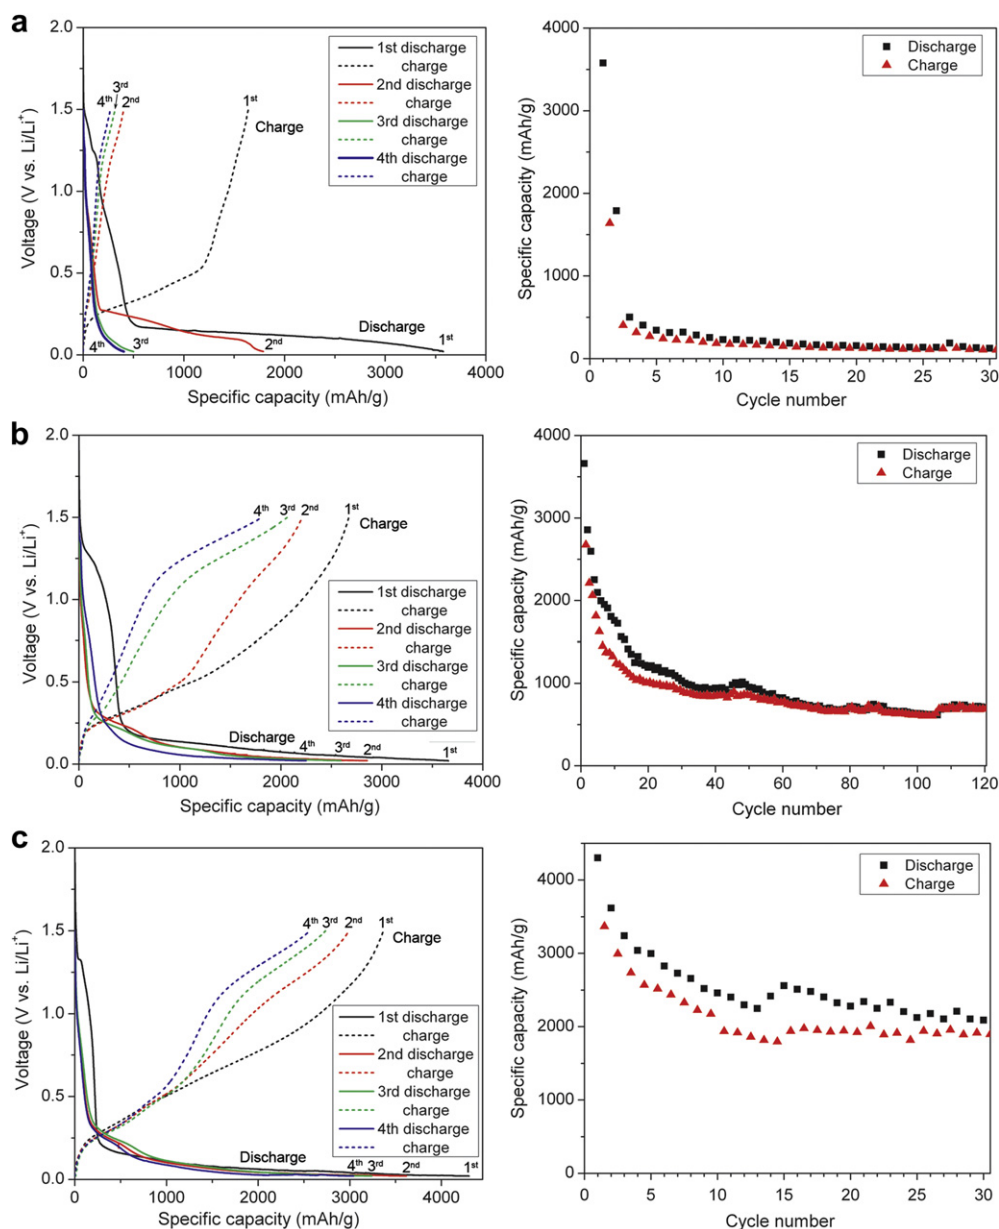 a
2.0
1.5
1.0
0.5
0.0
Voltage (V vs. Li/Li⁺)
0
1000
2000
3000
4000
Specific capacity (mAh/g)
1st discharge
charge
2nd discharge
charge
3rd discharge
charge
4th discharge
charge
3ʳᵈ
4ᵗʰ
2ⁿᵈ
1ˢᵗ
Charge
Discharge
4ᵗʰ
3ʳᵈ
2ⁿᵈ
1ˢᵗ
4000
3000
2000
1000
0
Specific capacity (mAh/g)
0
5
10
15
20
25
30
Cycle number
Discharge
Charge
b
2.0
1.5
1.0
0.5
0.0
Voltage (V vs. Li/Li⁺)
0
1000
2000
3000
4000
Specific capacity (mAh/g)
4ᵗʰ
3ʳᵈ
2ⁿᵈ
1ˢᵗ
Charge
1st discharge
charge
2nd discharge
charge
3rd discharge
charge
4th discharge
charge
Discharge
4ᵗʰ
3ʳᵈ
2ⁿᵈ
1ˢᵗ
4000
3000
2000
1000
0
Specific capacity (mAh/g)
0
20
40
60
80
100
120
Cycle number
Discharge
Charge
c
2.0
1.5
1.0
0.5
0.0
Voltage (V vs. Li/Li⁺)
0
1000
2000
3000
4000
Specific capacity (mAh/g)
4ᵗʰ
3ʳᵈ
2ⁿᵈ
1ˢᵗ
Charge
1st discharge
charge
2nd discharge
charge
3rd discharge
charge
4th discharge
charge
Discharge
4ᵗʰ
3ʳᵈ
2ⁿᵈ
1ˢᵗ
4000
3000
2000
1000
0
Specific capacity (mAh/g)
0
5
10
15
20
25
30
Cycle number
Discharge
Charge